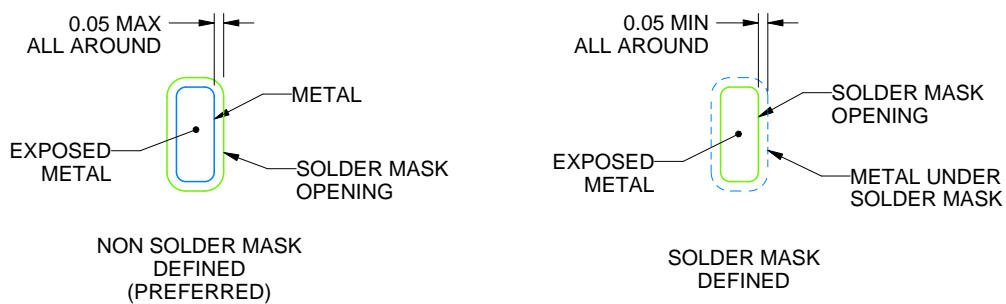 0.05 MAX
ALL AROUND
METAL
EXPOSED
METAL
SOLDER MASK
OPENING
NON SOLDER MASK
DEFINED
(PREFERRED)
0.05 MIN
ALL AROUND
SOLDER MASK
OPENING
EXPOSED
METAL
METAL UNDER
SOLDER MASK
SOLDER MASK
DEFINED